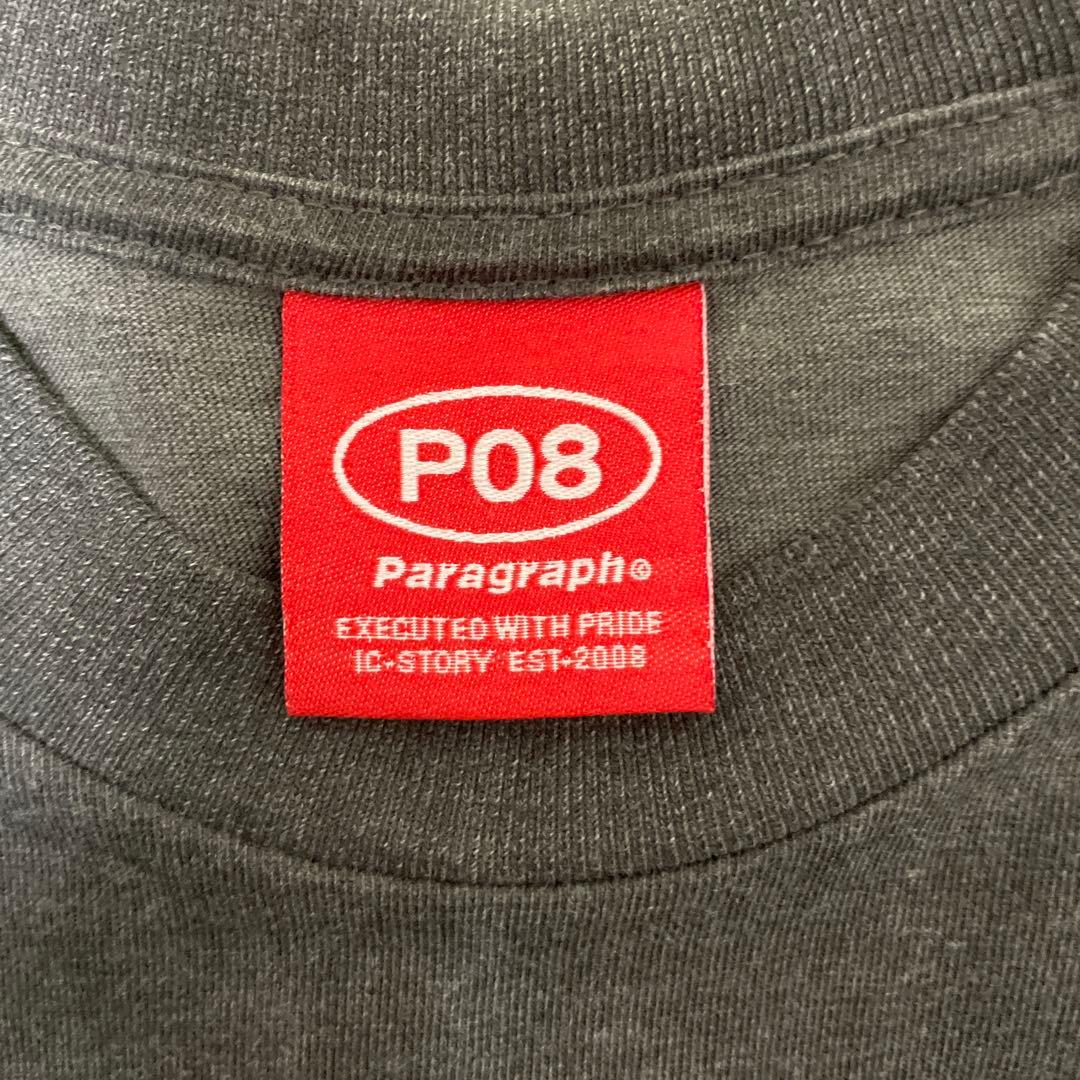 P08
Paragraph®
EXECUTED WITH PRIDE
IC-STORY EST-2008